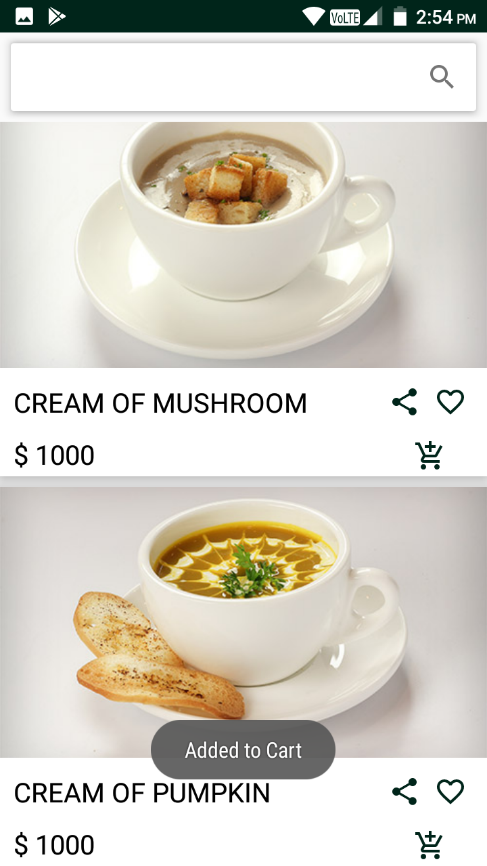 VoLTE 2:54 PM
CREAM OF MUSHROOM
$ 1000
Added to Cart
CREAM OF PUMPKIN
$ 1000